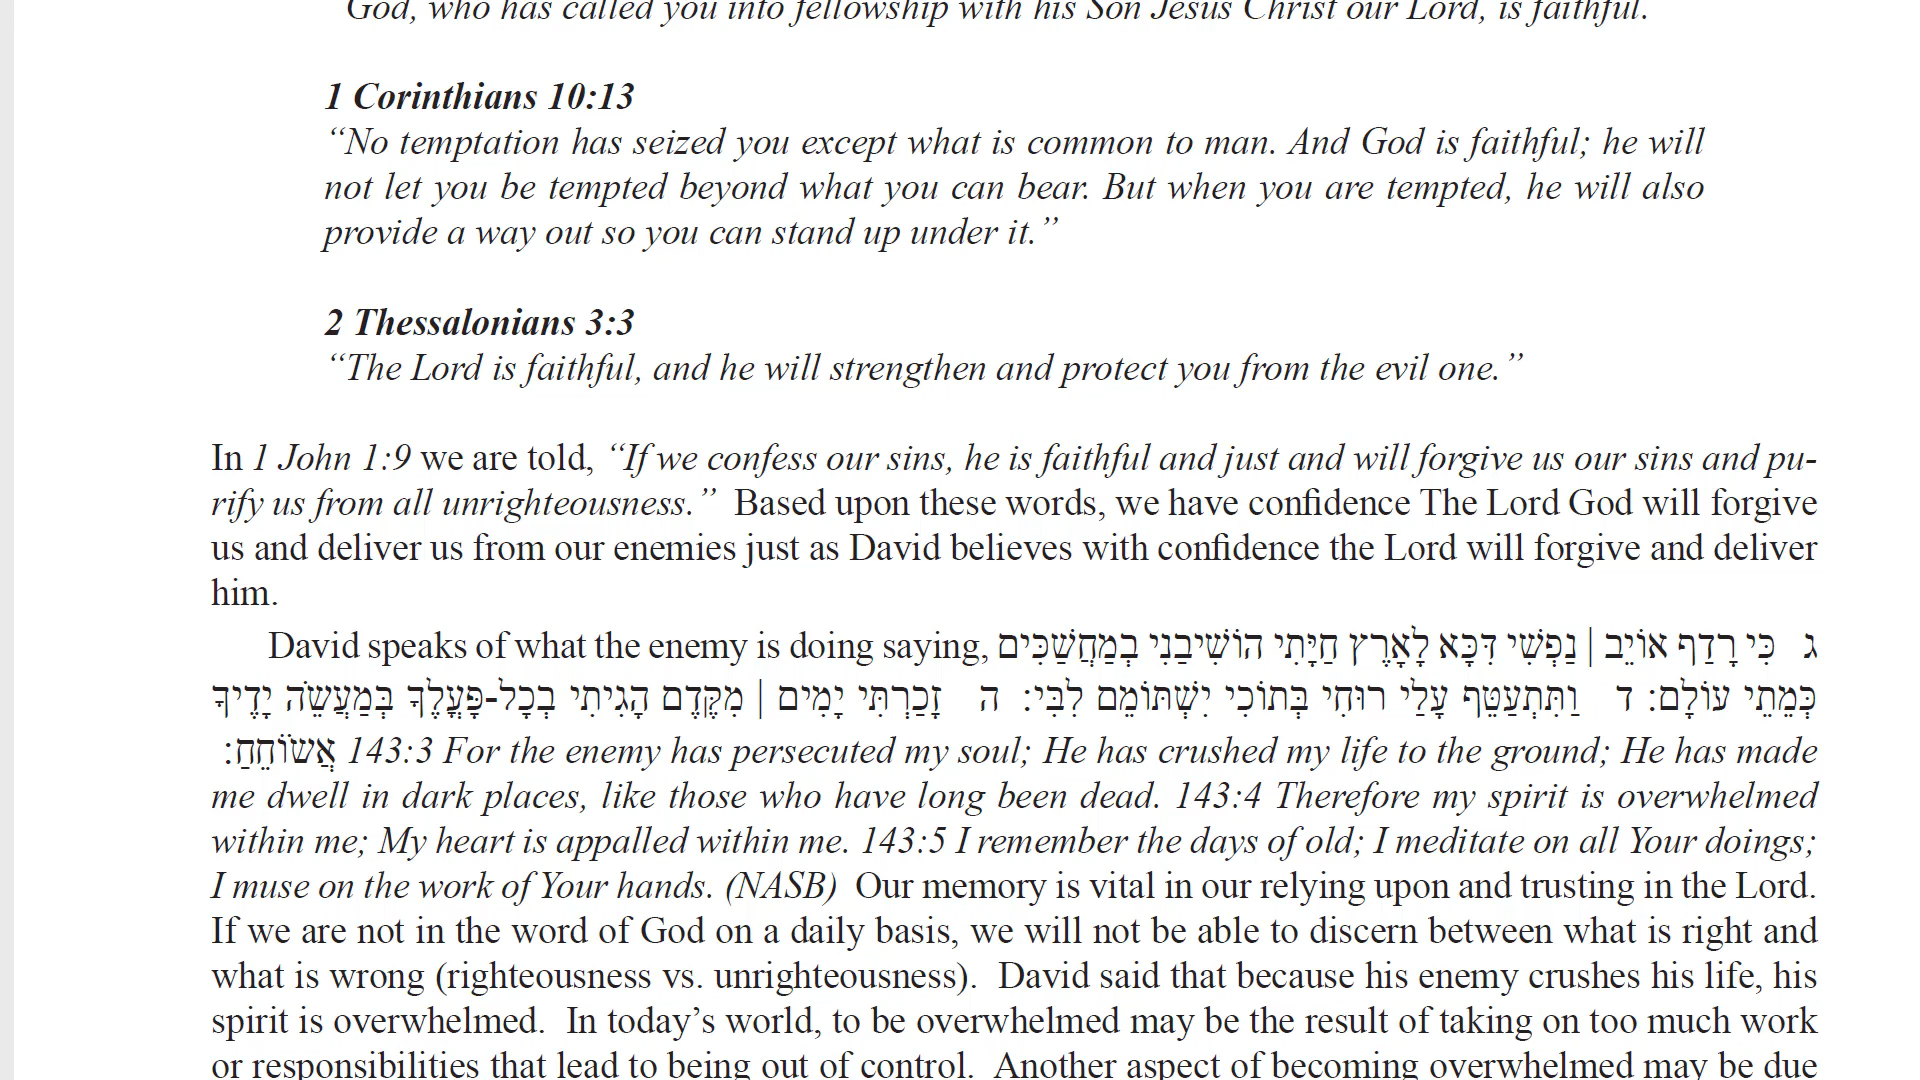 God, who has called you into fellowship with his Son Jesus Christ our Lord, is faithful.
1 Corinthians 10:13
“No temptation has seized you except what is common to man. And God is faithful; he will
not let you be tempted beyond what you can bear. But when you are tempted, he will also
provide a way out so you can stand up under it.”
2 Thessalonians 3:3
“The Lord is faithful, and he will strengthen and protect you from the evil one.”
In 1 John 1:9 we are told, “If we confess our sins, he is faithful and just and will forgive us our sins and pu-
rify us from all unrighteousness.” Based upon these words, we have confidence The Lord God will forgive
us and deliver us from our enemies just as David believes with confidence the Lord will forgive and deliver
him.
David speaks of what the enemy is doing saying, ג כִּי רָדַף אוֹיֵב | נַפְשִׁי דִּכָּא לָאָרֶץ חַיָּתִי הוֹשִׁיבַנִי בְמַחֲשַׁכִּים
כְּמֵתֵי עוֹלָם: ד וַתִּתְעַטֵּף עָלַי רוּחִי בְּתוֹכִי יִשְׁתּוֹמֵם לִבִּי: ה זָכַרְתִּי יָמִים | מִקֶּדֶם הָגִיתִי בְכָל-פָּעֳלֶךָ בְּמַעֲשֵׂה יָדֶיךָ
אֲשׂוֹחֵחַ: 143:3 For the enemy has persecuted my soul; He has crushed my life to the ground; He has made
me dwell in dark places, like those who have long been dead. 143:4 Therefore my spirit is overwhelmed
within me; My heart is appalled within me. 143:5 I remember the days of old; I meditate on all Your doings;
I muse on the work of Your hands. (NASB) Our memory is vital in our relying upon and trusting in the Lord.
If we are not in the word of God on a daily basis, we will not be able to discern between what is right and
what is wrong (righteousness vs. unrighteousness). David said that because his enemy crushes his life, his
spirit is overwhelmed. In today’s world, to be overwhelmed may be the result of taking on too much work
or responsibilities that lead to being out of control. Another aspect of becoming overwhelmed may be due